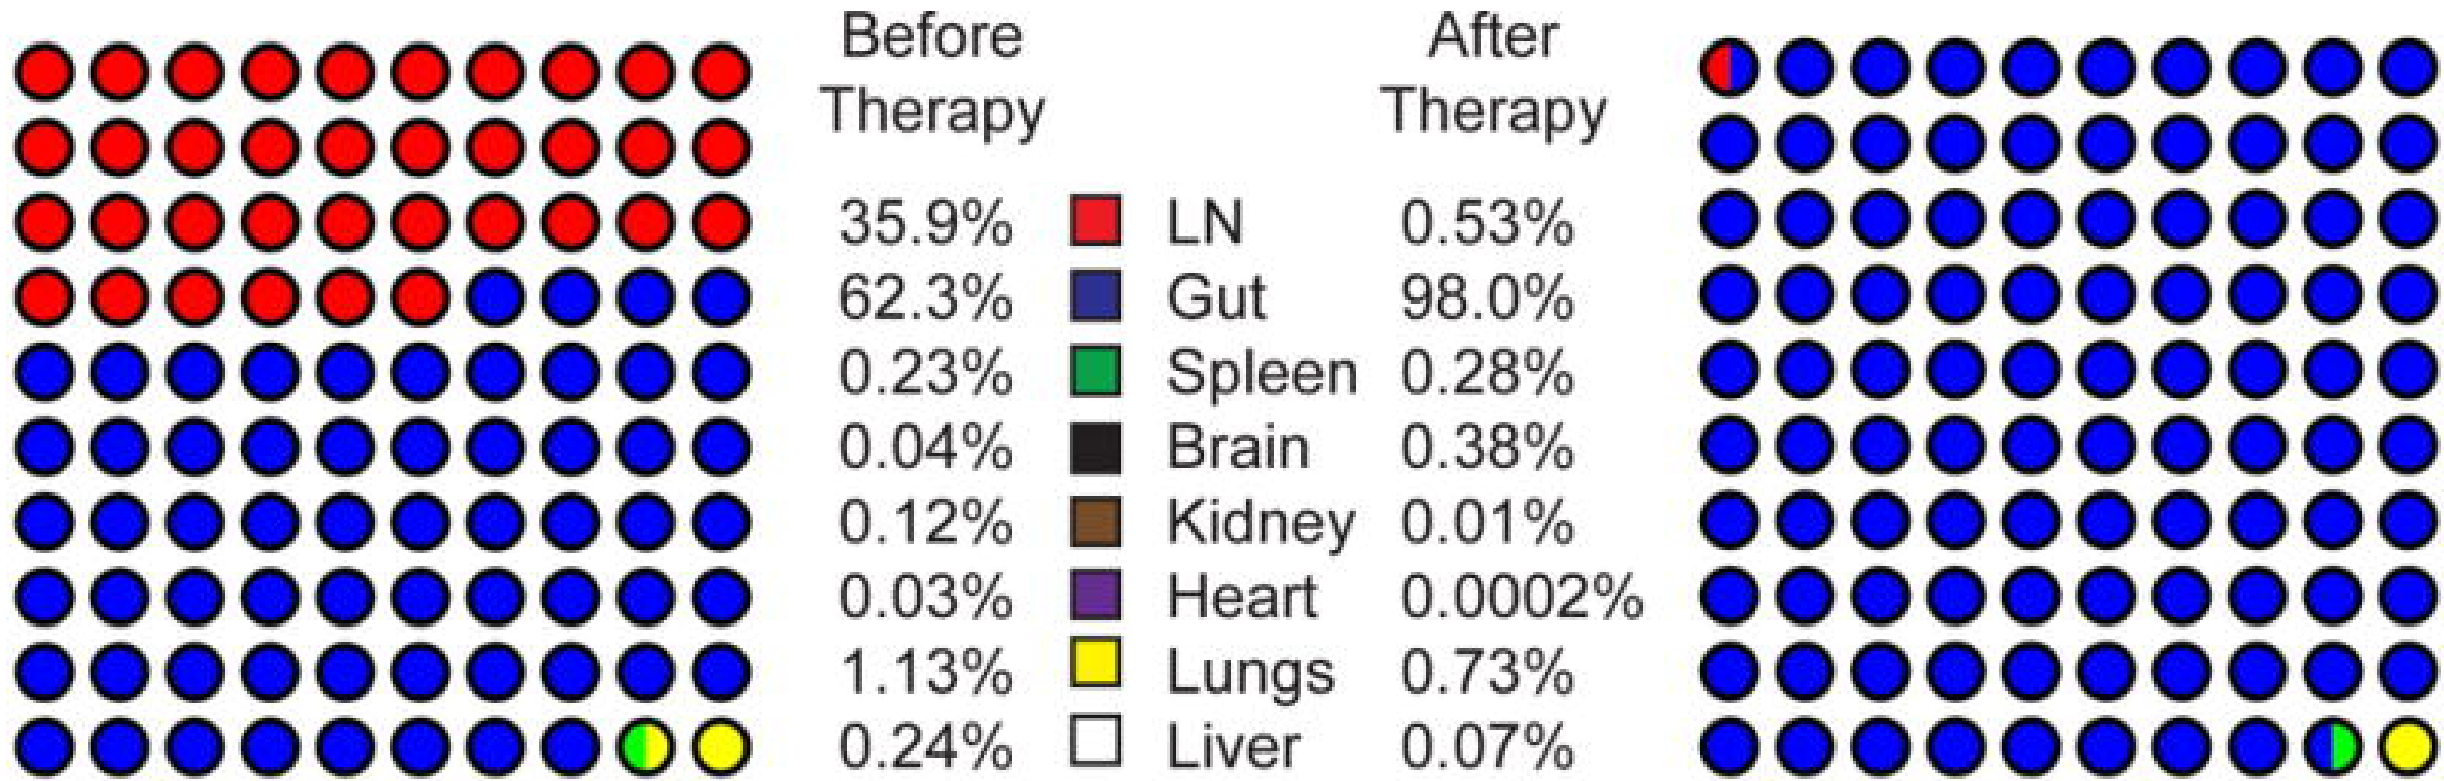 Before After
Therapy Therapy
35.9% LN 0.53%
62.3% Gut 98.0%
0.23% Spleen 0.28%
0.04% Brain 0.38%
0.12% Kidney 0.01%
0.03% Heart 0.0002%
1.13% Lungs 0.73%
0.24% Liver 0.07%